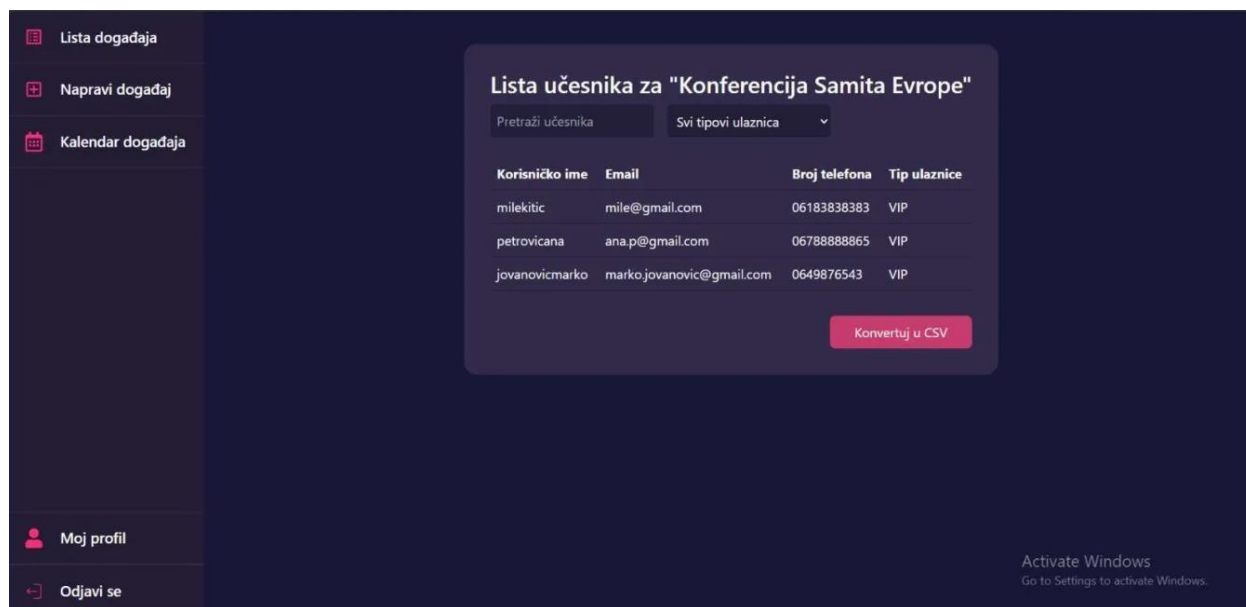 Lista događaja
Napravi događaj
Kalendar događaja
Lista učesnika za "Konferencija Samita Evrope"
Pretraži učesnika Svi tipovi ulaznica
Korisničko ime Email Broj telefona Tip ulaznice
milekitic mile@gmail.com 06183838383 VIP
petrovicana ana.p@gmail.com 06788888865 VIP
jovanovicmarko marko.jovanovic@gmail.com 0649876543 VIP
Konvertuj u CSV
Moj profil
Odjavi se
Activate Windows
Go to Settings to activate Windows.